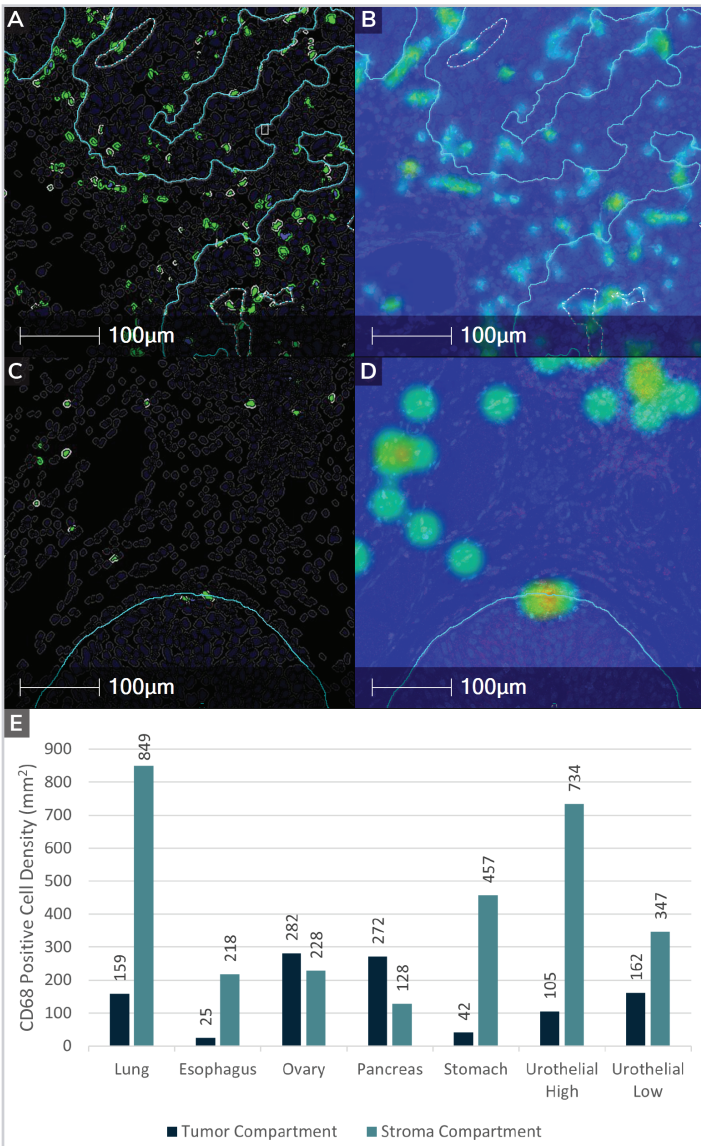 A
B
100μm
100μm
C
D
100μm
100μm
E
CD68 Positive Cell Density (mm²)
900
800
700
600
500
400
300
200
100
0
159
849
25
218
282
228
272
128
42
457
105
734
162
347
Lung
Esophagus
Ovary
Pancreas
Stomach
Urothelial High
Urothelial Low
Tumor Compartment
Stroma Compartment